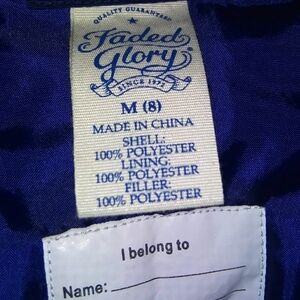 QUALITY GUARANTEED
Faded
Glory
SINCE 1972
M (8)
MADE IN CHINA
SHELL:
100% POLYESTER
LINING:
100% POLYESTER
FILLER:
100% POLYESTER
I belong to
Name: